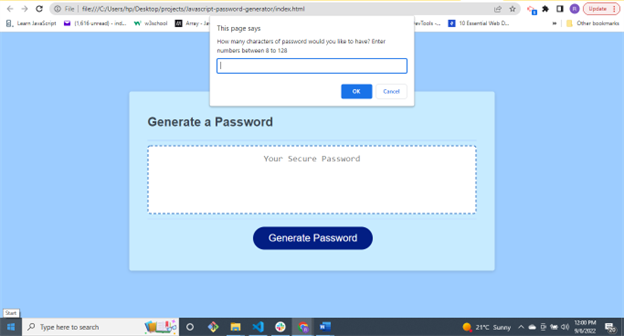 File | file:///C:/Users/hp/Desktop/projects/Javascript-password-generator/index.html
Update
Learn JavaScript (1,616 unread) - ind... w3school Array - J DevTools -... 10 Essential Web D... » Other bookmarks
This page says
How many characters of password would you like to have? Enter
numbers between 8 to 128
OK Cancel
Generate a Password
Your Secure Password
Generate Password
Start
Type here to search
21°C Sunny
12:00 PM
9/6/2022